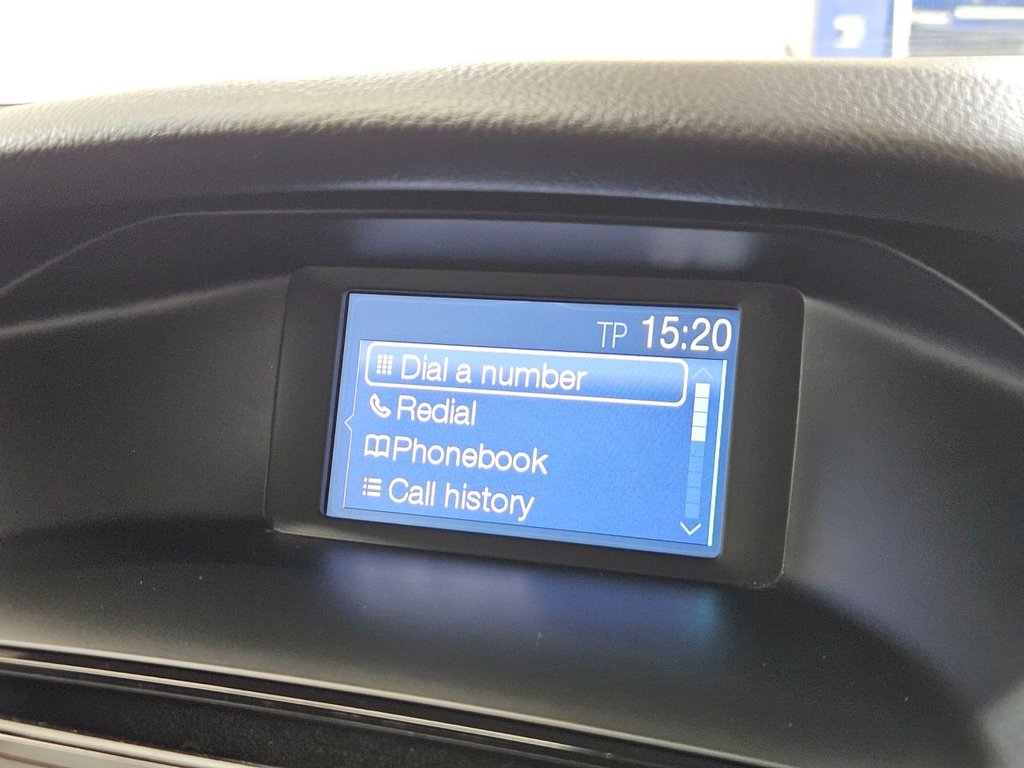 TP 15:20
Dial a number
Redial
Phonebook
Call history